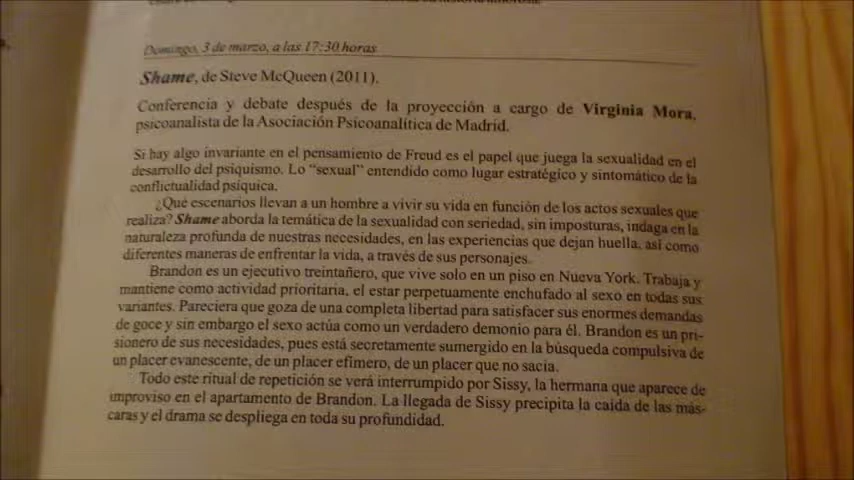 Domingo, 3 de marzo, a las 17:30 horas
Shame, de Steve McQueen (2011).
Conferencia y debate después de la proyección a cargo de Virginia Mora,
psicoanalista de la Asociación Psicoanalítica de Madrid.
Si hay algo invariante en el pensamiento de Freud es el papel que juega la sexualidad en el
desarrollo del psiquismo. Lo “sexual” entendido como lugar estratégico y sintomático de la
conflictualidad psíquica.
¿Qué escenarios llevan a un hombre a vivir su vida en función de los actos sexuales que
realiza? Shame aborda la temática de la sexualidad con seriedad, sin imposturas, indaga en la
naturaleza profunda de nuestras necesidades, en las experiencias que dejan huella, así como
diferentes maneras de enfrentar la vida, a través de sus personajes.
Brandon es un ejecutivo treintañero, que vive solo en un piso en Nueva York. Trabaja y
mantiene como actividad prioritaria, el estar perpetuamente enchufado al sexo en todas sus
variantes. Pareciera que goza de una completa libertad para satisfacer sus enormes demandas
de goce y sin embargo el sexo actúa como un verdadero demonio para él. Brandon es un pri-
sionero de sus necesidades, pues está secretamente sumergido en la búsqueda compulsiva de
un placer evanescente, de un placer efímero, de un placer que no sacia.
Todo este ritual de repetición se verá interrumpido por Sissy, la hermana que aparece de
improviso en el apartamento de Brandon. La llegada de Sissy precipita la caída de las más-
caras y el drama se despliega en toda su profundidad.